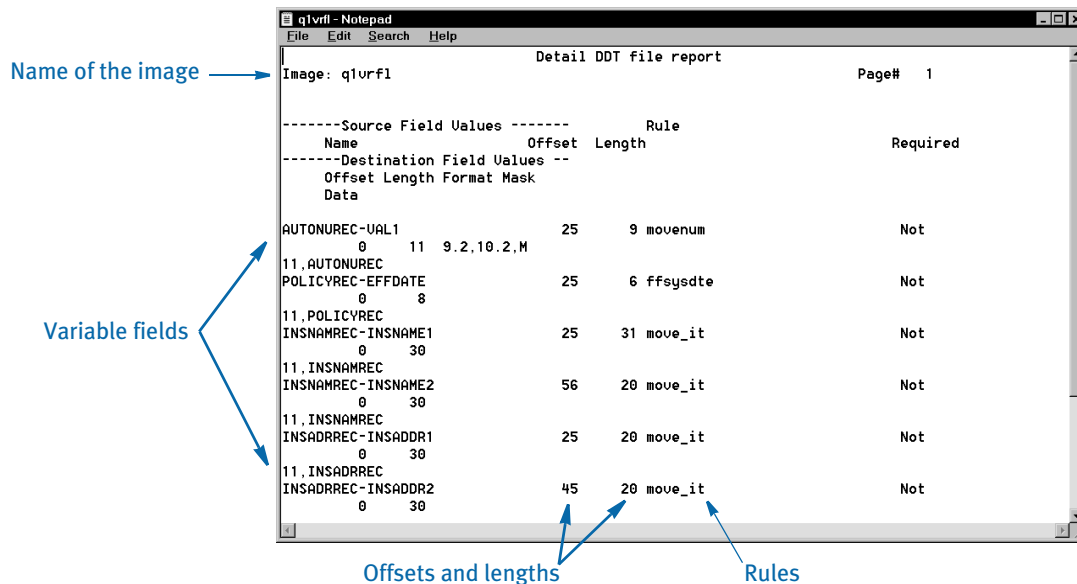 q1vrfl - Notepad
File Edit Search Help
Detail DDT file report
Name of the image
Image: q1vrfl Page# 1
-------Source Field Values ------- Rule
Name Offset Length Required
-------Destination Field Values --
Offset Length Format Mask
Data
AUTONUREC-VAL1 25 9 movenum Not
0 11 9.2,10.2,M
11,AUTONUREC
POLICYREC-EFFDATE 25 6 ffsysdte Not
0 8
11,POLICYREC
Variable fields
INSNAMREC-INSNAME1 25 31 move_it Not
0 30
11,INSNAMREC
INSNAMREC-INSNAME2 56 20 move_it Not
0 30
11,INSNAMREC
INSADRREC-INSADDR1 25 20 move_it Not
0 30
11,INSADRREC
INSADRREC-INSADDR2 45 20 move_it Not
0 30
Offsets and lengths
Rules